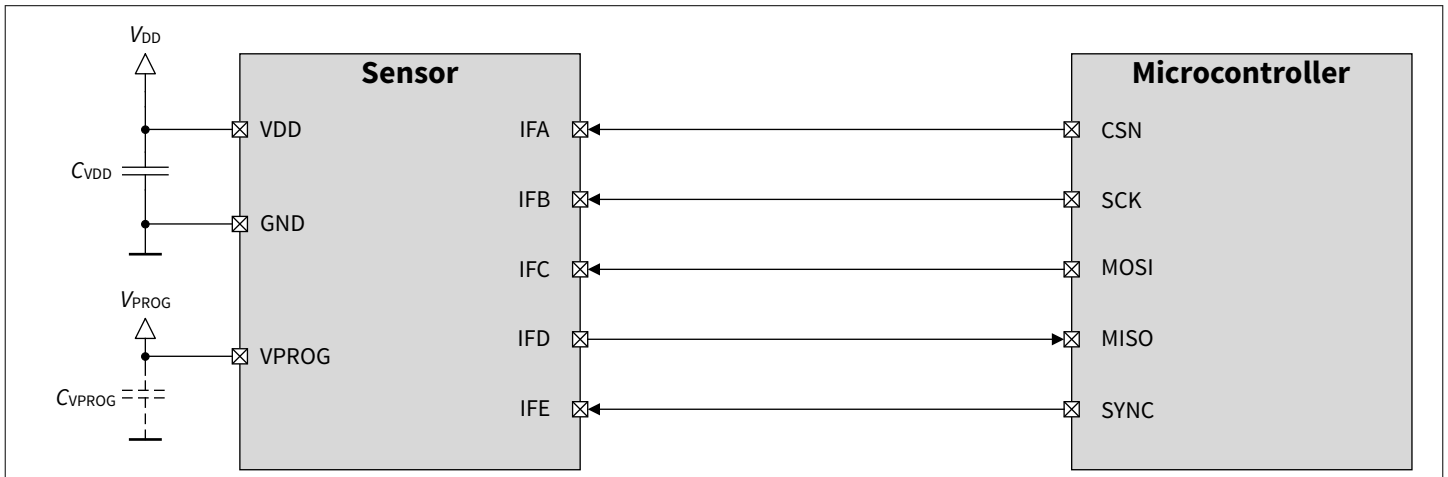 VDD
Sensor
Microcontroller
VDD
IFA
CSN
CVDD
IFB
SCK
GND
IFC
MOSI
VPROG
IFD
MISO
VPROG
CVPROG
IFE
SYNC